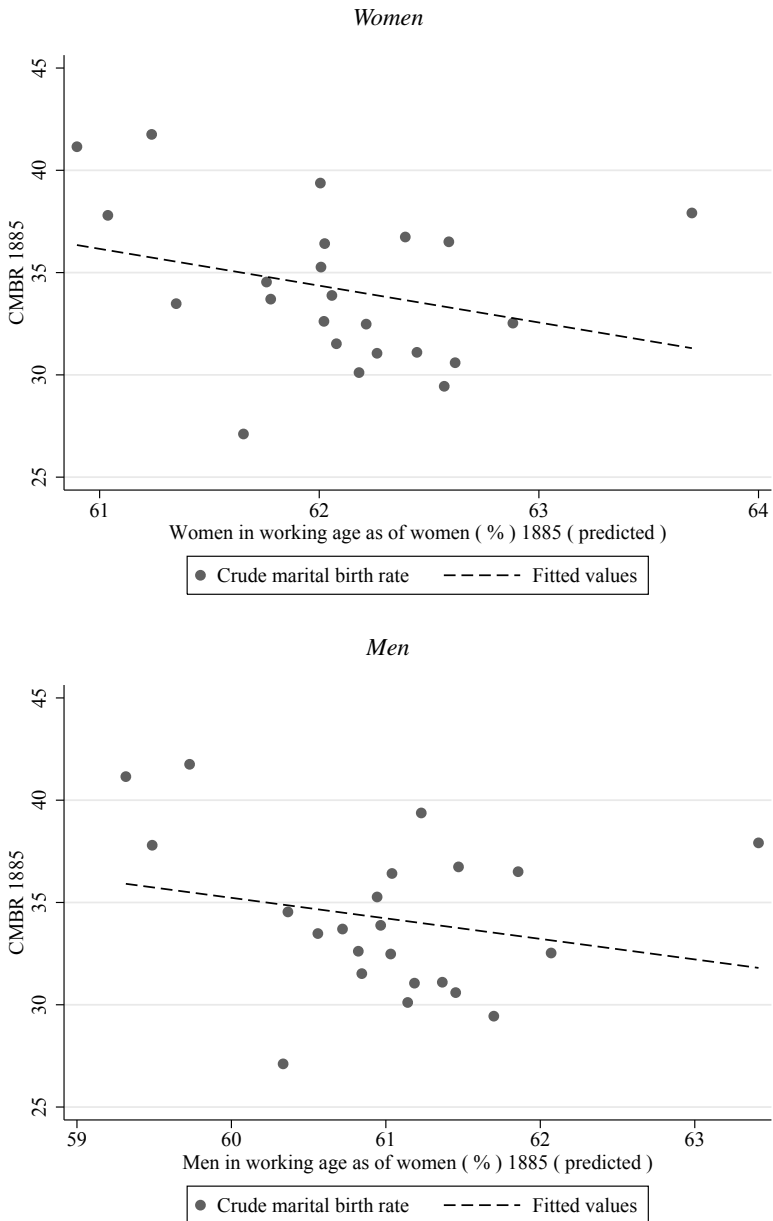 Women
45
40
35
30
25
CMBR 1885
61 62 63 64
Women in working age as of women ( % ) 1885 ( predicted )
Crude marital birth rate Fitted values
Men
45
40
35
30
25
CMBR 1885
59 60 61 62 63
Men in working age as of women ( % ) 1885 ( predicted )
Crude marital birth rate Fitted values